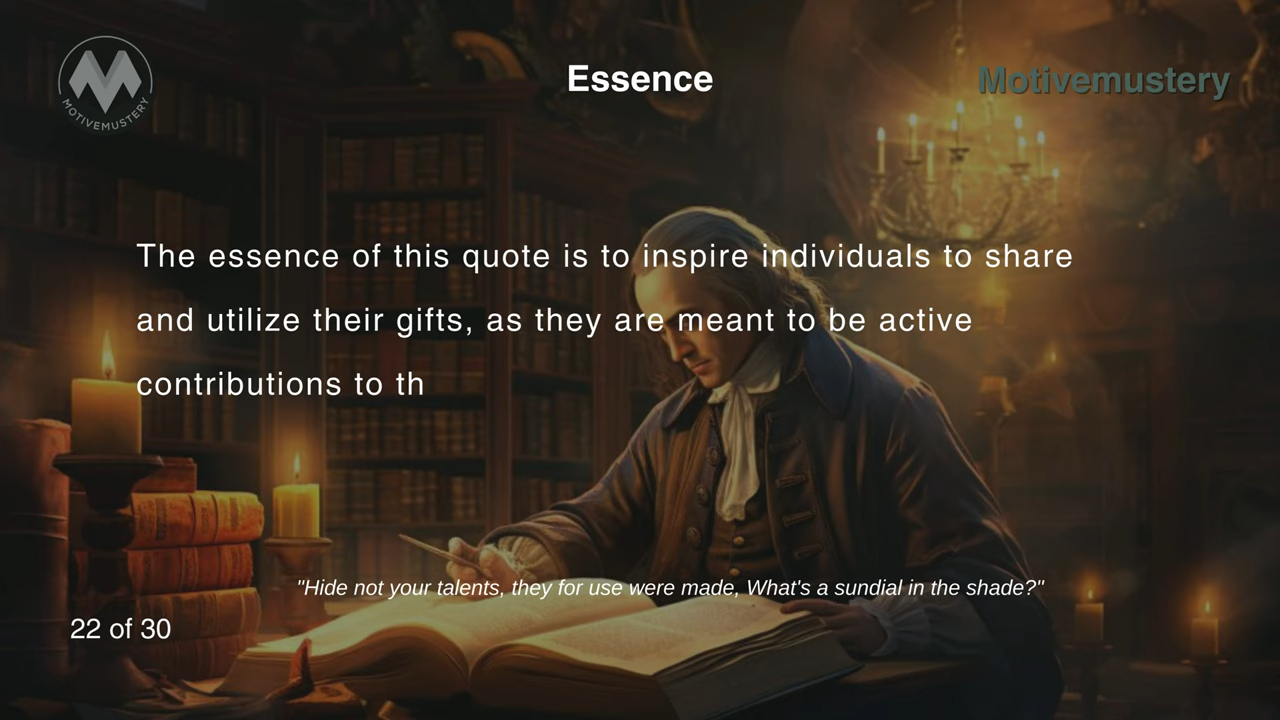 MOTIVEMUSTERY
Essence
Motivemustery
The essence of this quote is to inspire individuals to share
and utilize their gifts, as they are meant to be active
contributions to th
"Hide not your talents, they for use were made, What's a sundial in the shade?"
22 of 30